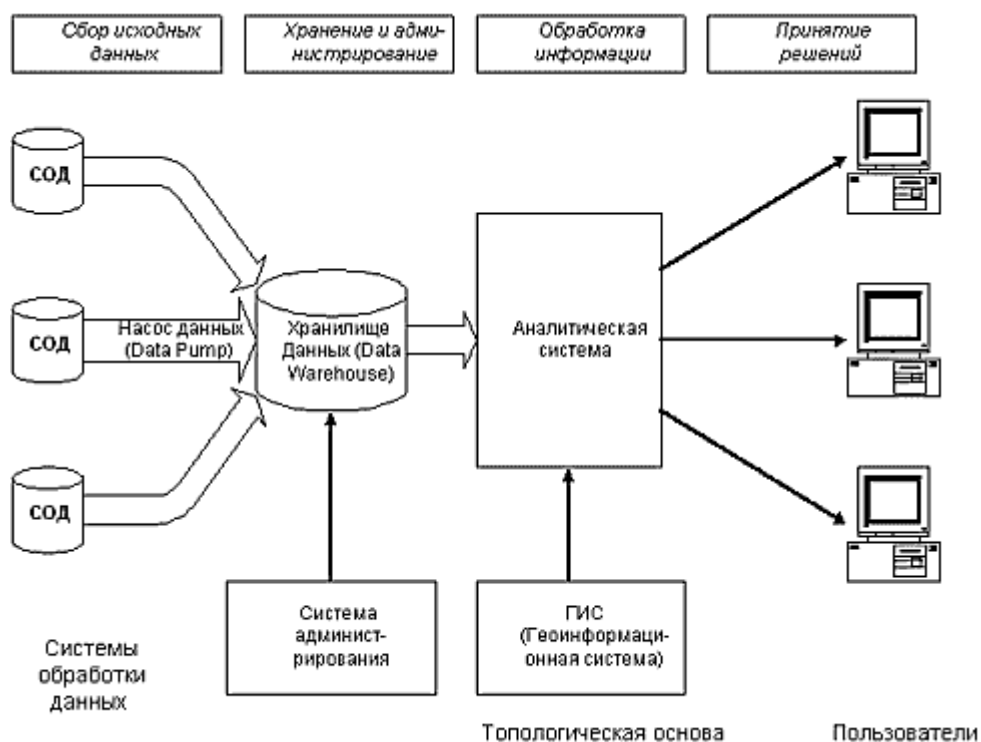 Сбор исходных
данных
Хранение и адми-
нистрирование
Обработка
информации
Принятие
решений
СОД
СОД
СОД
Насос данных
(Data Pump)
Хранилище
Данных (Data
Warehouse)
Аналитическая
система
Система
админист-
рирования
ГИС
(Геоинформаци-
онная система)
Системы
обработки
данных
Топологическая основа
Пользователи